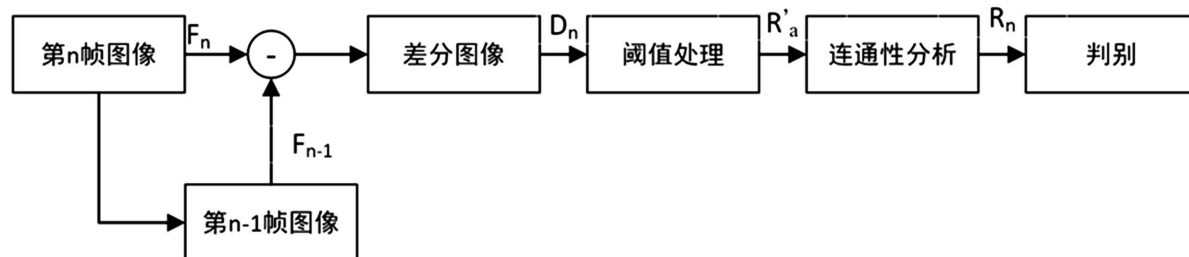 第n帧图像
Fn
-
差分图像
Dn
阈值处理
R'a
连通性分析
Rn
判别
Fn-1
第n-1帧图像